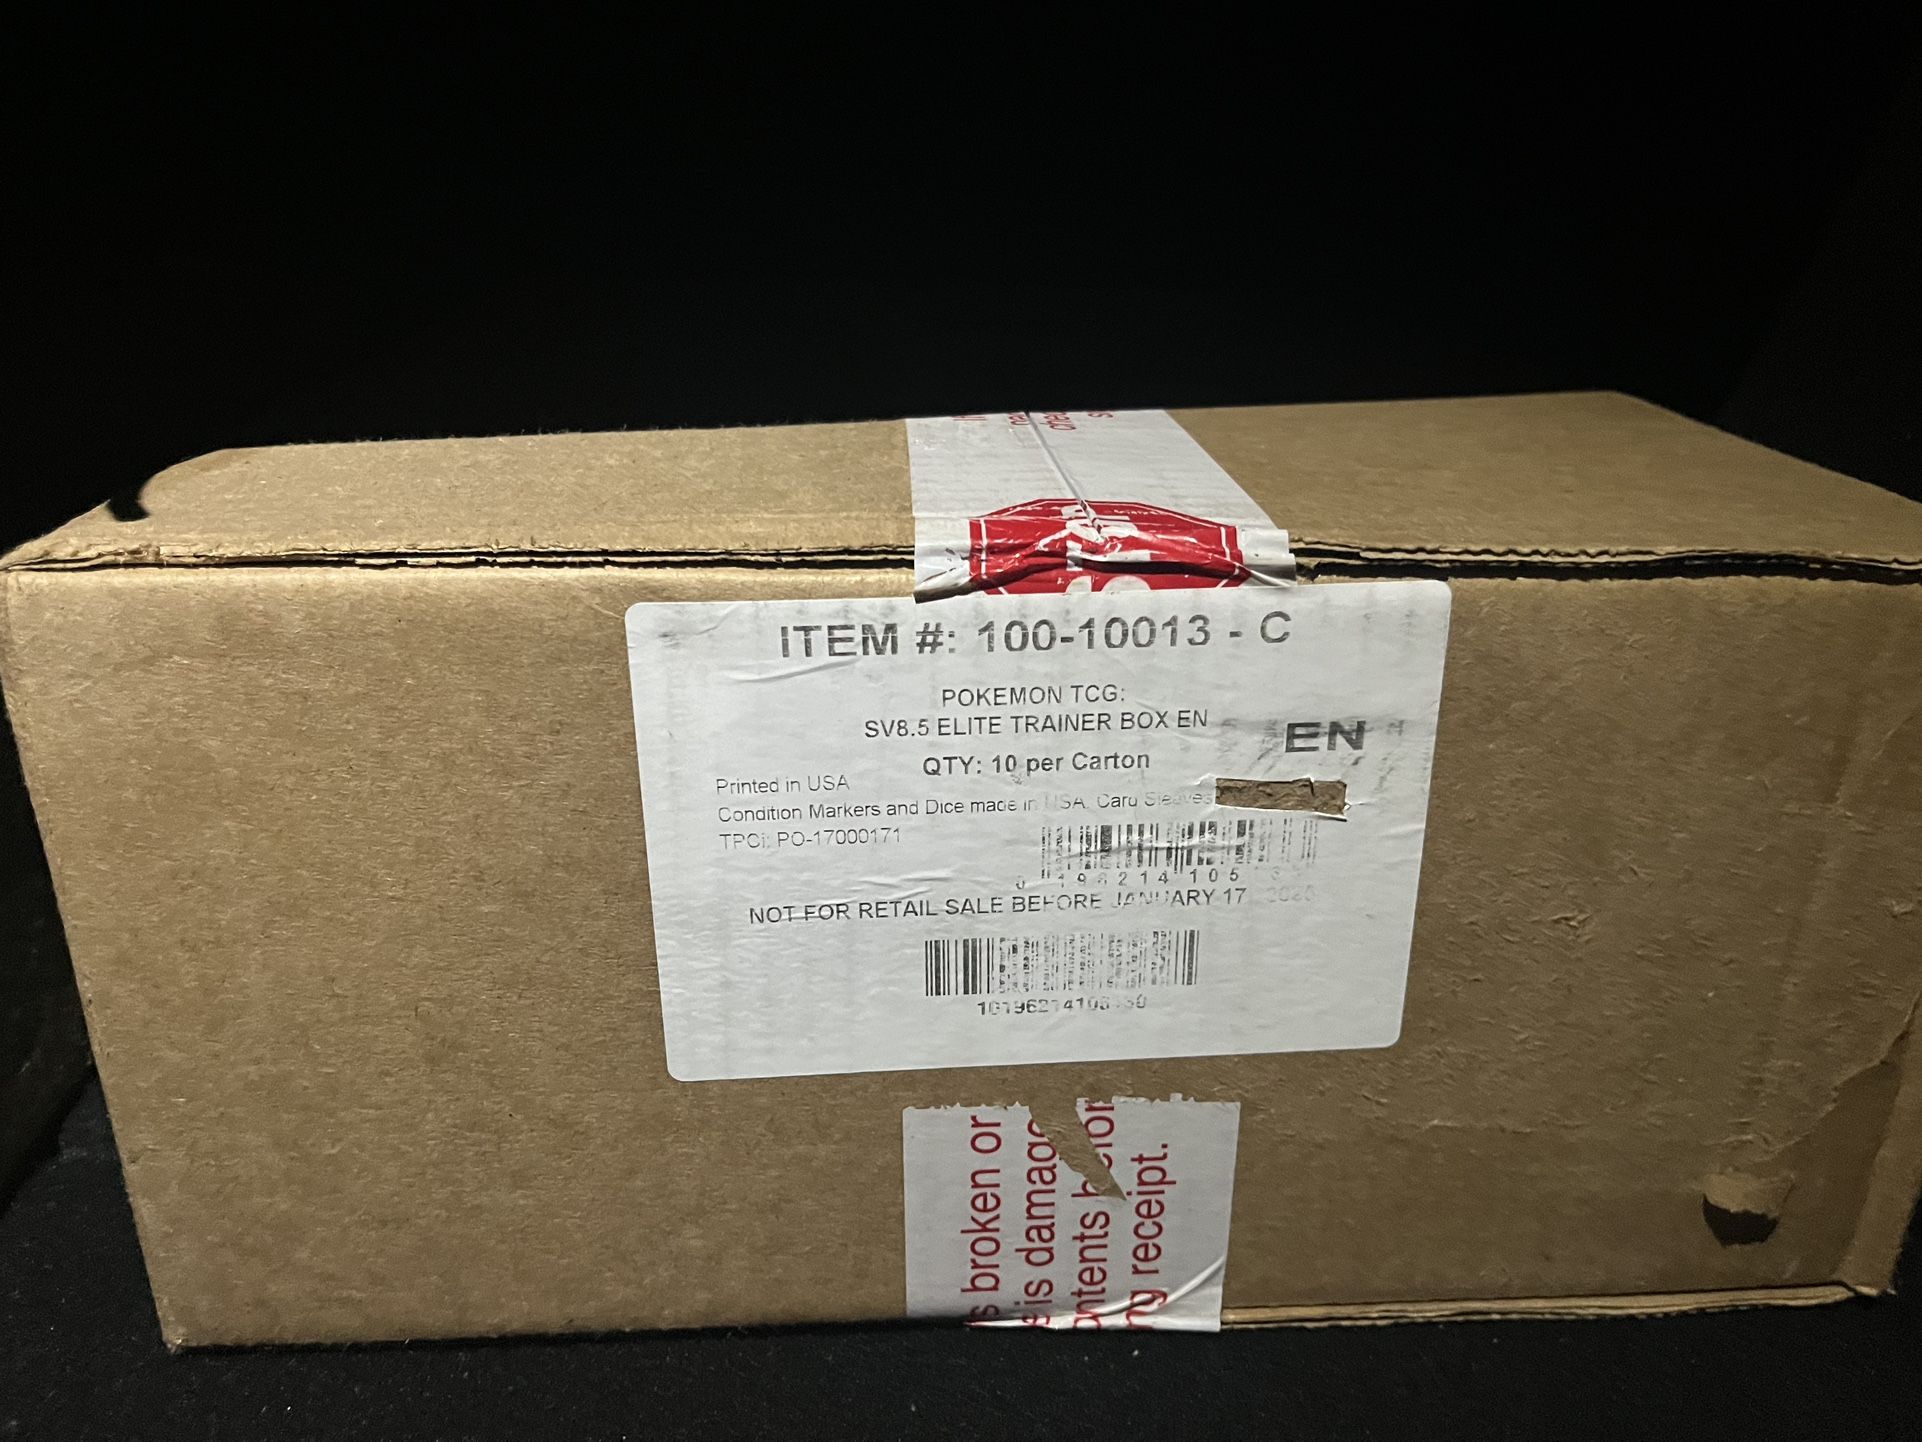 ITEM #: 100-10013 - C
POKEMON TCG:
SV8.5 ELITE TRAINER BOX EN
EN
QTY: 10 per Carton
Printed in USA
Condition Markers and Dice made in USA. Card Sleeves
TPCi: PO-17000171
NOT FOR RETAIL SALE BEFORE JANUARY 17
broken or
is damag
receipt.